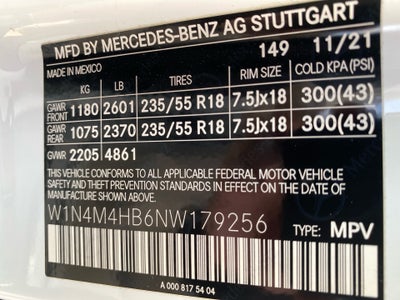 MFD BY MERCEDES-BENZ AG STUTTGART
MADE IN MEXICO 149 11/21
KG LB TIRES RIM SIZE COLD KPA(PSI)
GAWR FRONT 1180 2601 235/55 R18 7.5Jx18 300(43)
GAWR REAR 1075 2370 235/55 R18 7.5Jx18 300(43)
GVWR 2205 4861
THIS VEHICLE CONFORMS TO ALL APPLICABLE FEDERAL MOTOR VEHICLE
SAFETY AND THEFT PREVENTION STANDARDS IN EFFECT ON THE DATE
OF MANUFACTURE SHOWN ABOVE.
W1N4M4HB6NW179256 TYPE: MPV
A 000 817 54 04